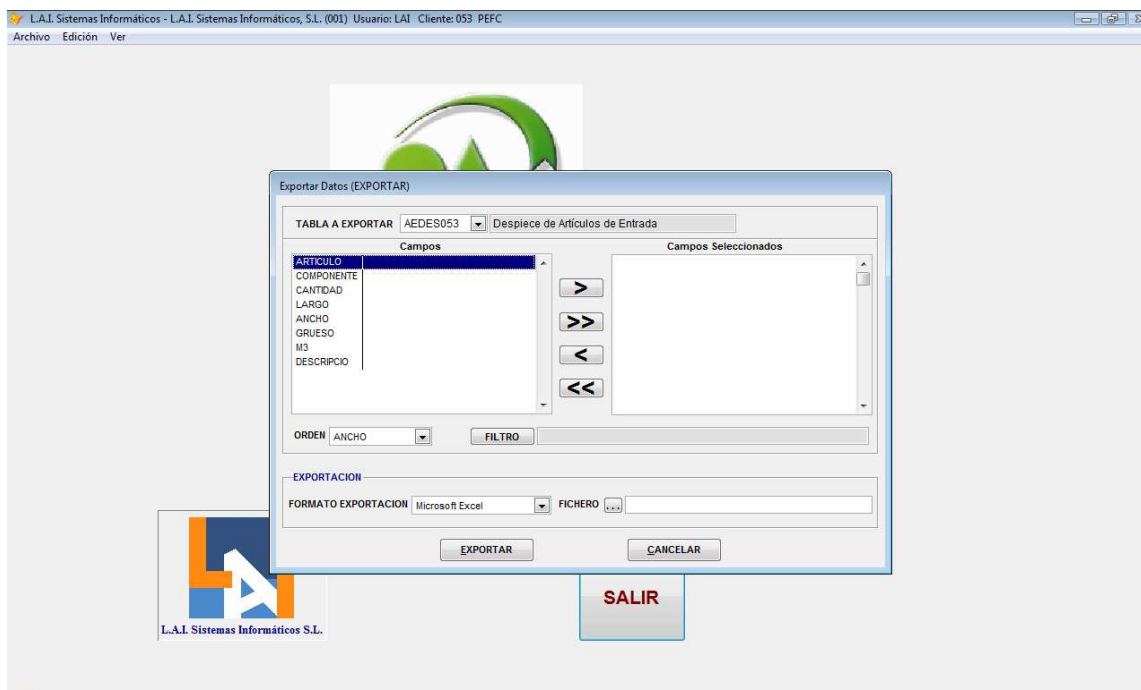 L.A.I. Sistemas Informáticos - L.A.I. Sistemas Informáticos, S.L. (001) Usuario: LAI Cliente: 053 PEFC
Archivo Edición Ver
Exportar Datos (EXPORTAR)
TABLA A EXPORTAR AEDES053 Despiece de Artículos de Entrada
Campos Campos Seleccionados
ARTICULO
COMPONENTE
CANTIDAD
LARGO
ANCHO
GRUESO
M3
DESCRIPCIO
>
>>
<
<<
ORDEN ANCHO FILTRO
EXPORTACION
FORMATO EXPORTACION Microsoft Excel FICHERO ...
EXPORTAR CANCELAR
LAI
L.A.I. Sistemas Informáticos S.L.
SALIR